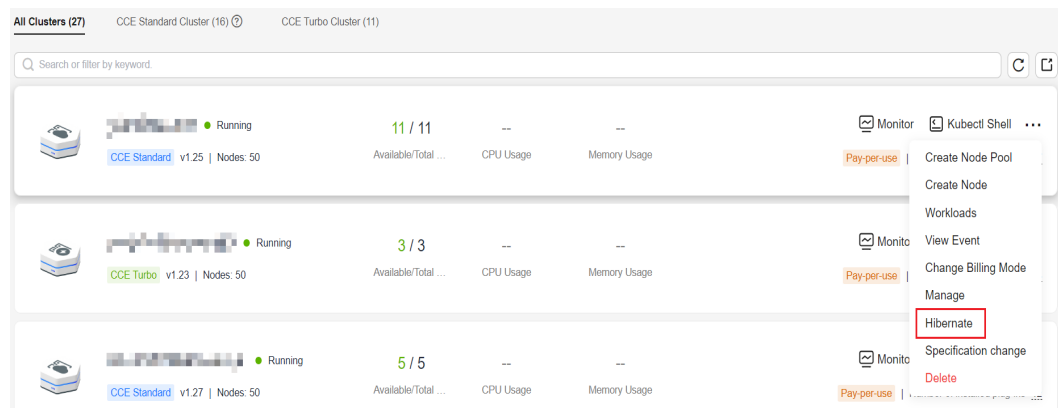 All Clusters (27) CCE Standard Cluster (16) ? CCE Turbo Cluster (11)
Search or filter by keyword.
Running 11 / 11 -- -- Monitor Kubectl Shell ...
CCE Standard v1.25 | Nodes: 50 Available/Total ... CPU Usage Memory Usage Pay-per-use |
Create Node Pool
Create Node
Workloads
View Event
Change Billing Mode
Manage
Hibernate
Specification change
Delete
Running 3 / 3 -- --
CCE Turbo v1.23 | Nodes: 50 Available/Total ... CPU Usage Memory Usage Pay-per-use |
Running 5 / 5 -- --
CCE Standard v1.27 | Nodes: 50 Available/Total ... CPU Usage Memory Usage Pay-per-use |